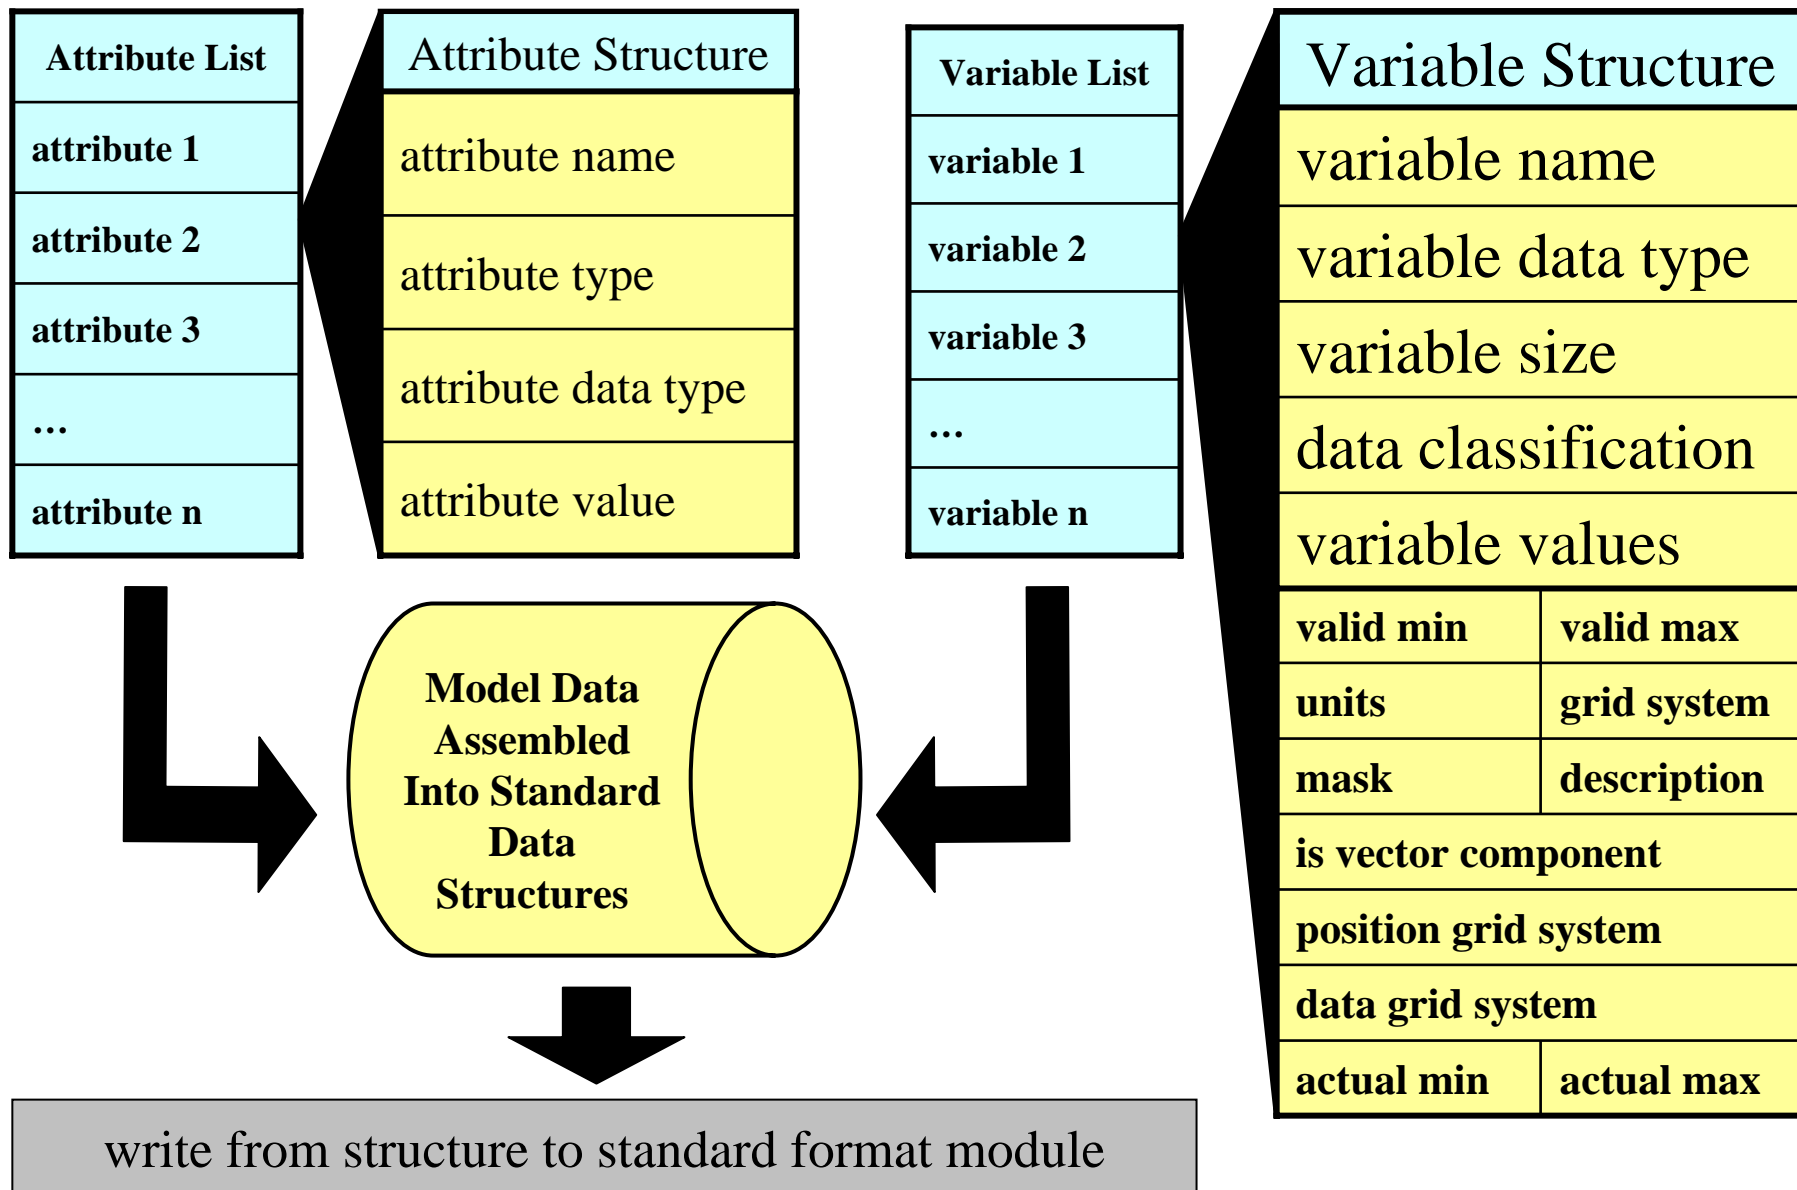 Attribute List
attribute 1
attribute 2
attribute 3
...
attribute n
Attribute Structure
attribute name
attribute type
attribute data type
attribute value
Variable List
variable 1
variable 2
variable 3
...
variable n
Variable Structure
variable name
variable data type
variable size
data classification
variable values
valid min
valid max
units
grid system
mask
description
is vector component
position grid system
data grid system
actual min
actual max
Model Data
Assembled
Into Standard
Data
Structures
write from structure to standard format module